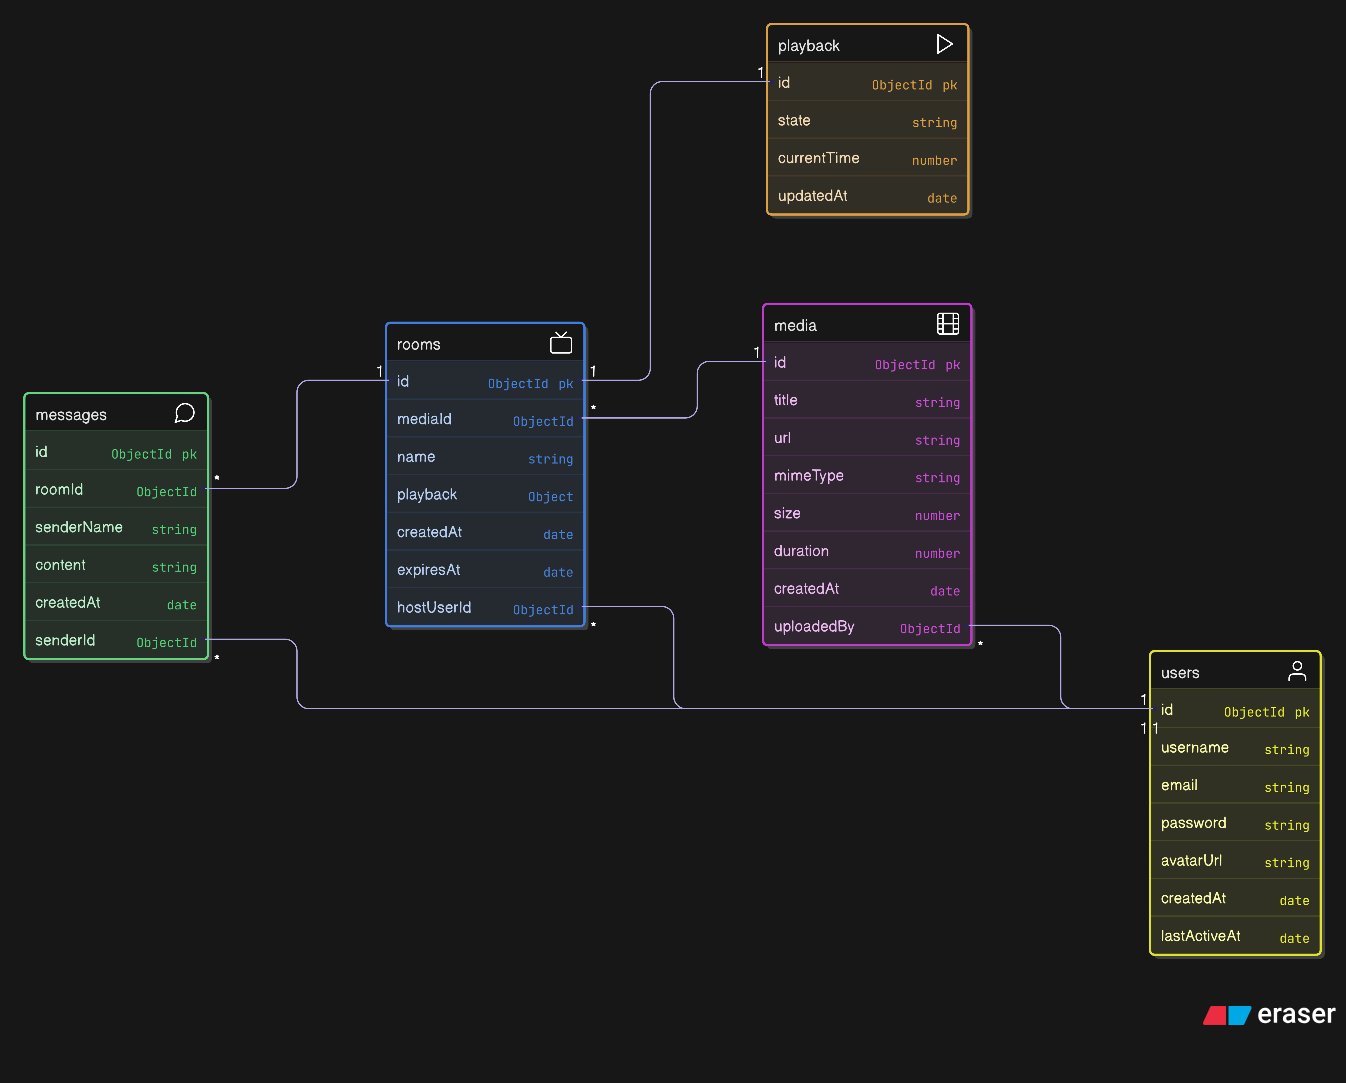 playback
id ObjectId pk
state string
currentTime number
updatedAt date
1
media
1
id ObjectId pk
title string
url string
mimeType string
size number
duration number
createdAt date
uploadedBy ObjectId
*
rooms
1
id ObjectId pk
1
*
mediaId ObjectId
name string
playback Object
createdAt date
expiresAt date
hostUserId ObjectId
*
messages
id ObjectId pk
*
roomId ObjectId
senderName string
content string
createdAt date
senderId ObjectId
*
users
1
id ObjectId pk
1 1
username string
email string
password string
avatarUrl string
createdAt date
lastActiveAt date
eraser